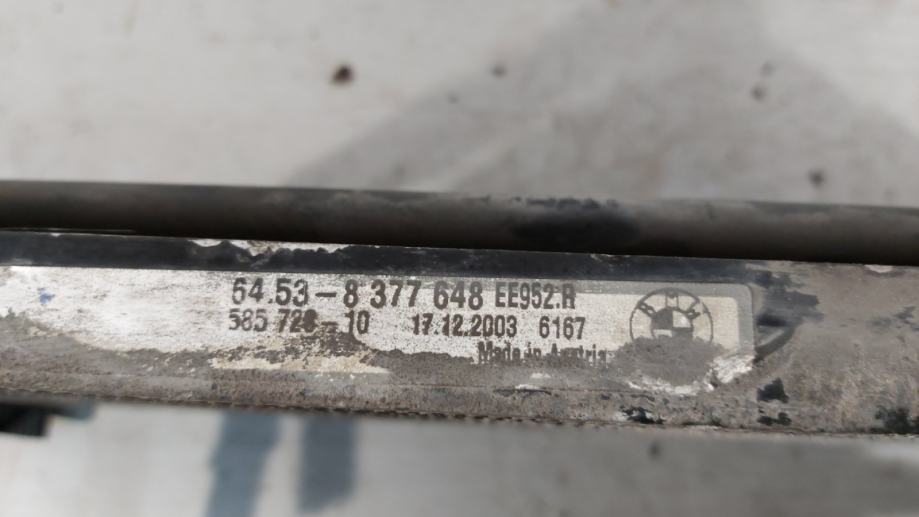 64.53-8 377 648 EE952.R
585 728-10 17.12.2003 6167
Made in Austria